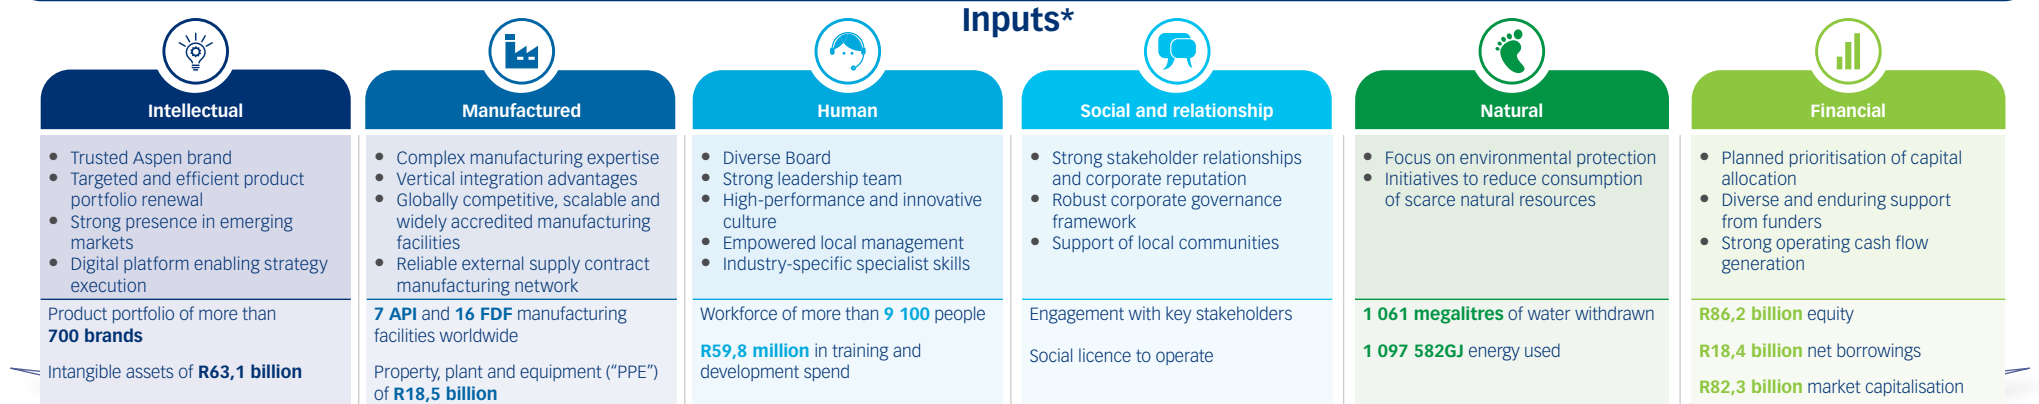 Inputs*
Intellectual
• Trusted Aspen brand
• Targeted and efficient product
portfolio renewal
• Strong presence in emerging
markets
• Digital platform enabling strategy
execution
Product portfolio of more than
700 brands
Intangible assets of R63,1 billion
Manufactured
• Complex manufacturing expertise
• Vertical integration advantages
• Globally competitive, scalable and
widely accredited manufacturing
facilities
• Reliable external supply contract
manufacturing network
7 API and 16 FDF manufacturing
facilities worldwide
Property, plant and equipment (“PPE”)
of R18,5 billion
Human
• Diverse Board
• Strong leadership team
• High-performance and innovative
culture
• Empowered local management
• Industry-specific specialist skills
Workforce of more than 9 100 people
R59,8 million in training and
development spend
Social and relationship
• Strong stakeholder relationships
and corporate reputation
• Robust corporate governance
framework
• Support of local communities
Engagement with key stakeholders
Social licence to operate
Natural
• Focus on environmental protection
• Initiatives to reduce consumption
of scarce natural resources
1 061 megalitres of water withdrawn
1 097 582GJ energy used
Financial
• Planned prioritisation of capital
allocation
• Diverse and enduring support
from funders
• Strong operating cash flow
generation
R86,2 billion equity
R18,4 billion net borrowings
R82,3 billion market capitalisation